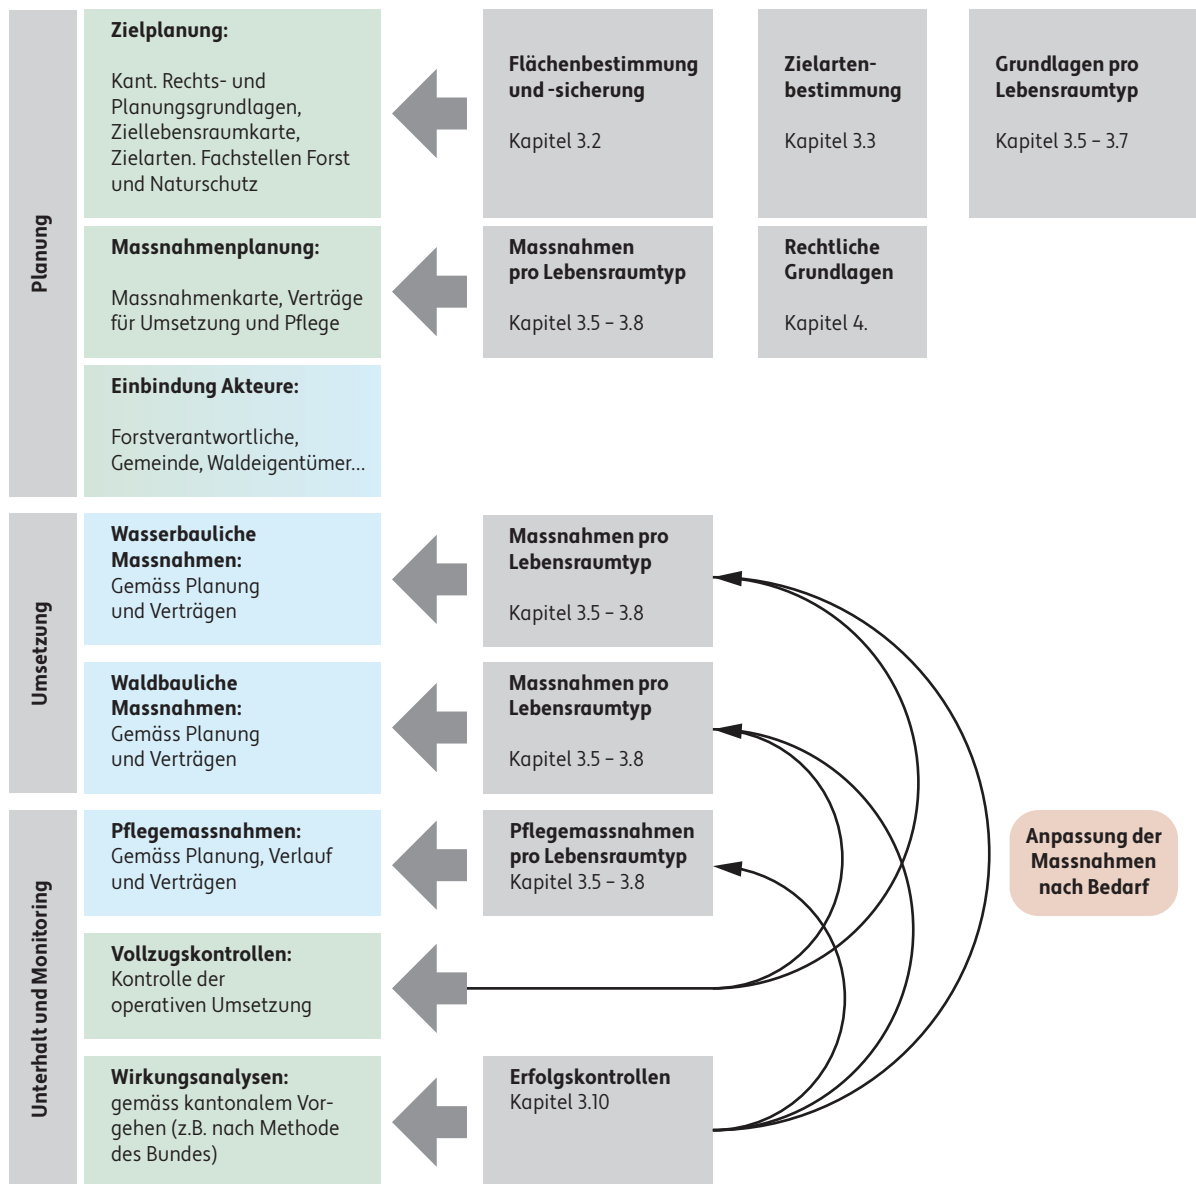 Planung
Zielplanung:
Kant. Rechts- und
Planungsgrundlagen,
Ziellebensraumkarte,
Zielarten. Fachstellen Forst
und Naturschutz
Flächenbestimmung
und -sicherung
Kapitel 3.2
Zielarten-
bestimmung
Kapitel 3.3
Grundlagen pro
Lebensraumtyp
Kapitel 3.5 – 3.7
Massnahmenplanung:
Massnahmenkarte, Verträge
für Umsetzung und Pflege
Massnahmen
pro Lebensraumtyp
Kapitel 3.5 – 3.8
Rechtliche
Grundlagen
Kapitel 4.
Einbindung Akteure:
Forstverantwortliche,
Gemeinde, Waldeigentümer...
Umsetzung
Wasserbauliche
Massnahmen:
Gemäss Planung
und Verträgen
Massnahmen pro
Lebensraumtyp
Kapitel 3.5 – 3.8
Waldbauliche
Massnahmen:
Gemäss Planung
und Verträgen
Massnahmen pro
Lebensraumtyp
Kapitel 3.5 – 3.8
Unterhalt und Monitoring
Pflegemassnahmen:
Gemäss Planung, Verlauf
und Verträgen
Pflegemassnahmen
pro Lebensraumtyp
Kapitel 3.5 – 3.8
Anpassung der
Massnahmen
nach Bedarf
Vollzugskontrollen:
Kontrolle der
operativen Umsetzung
Wirkungsanalysen:
gemäss kantonalem Vor-
gehen (z.B. nach Methode
des Bundes)
Erfolgskontrollen
Kapitel 3.10